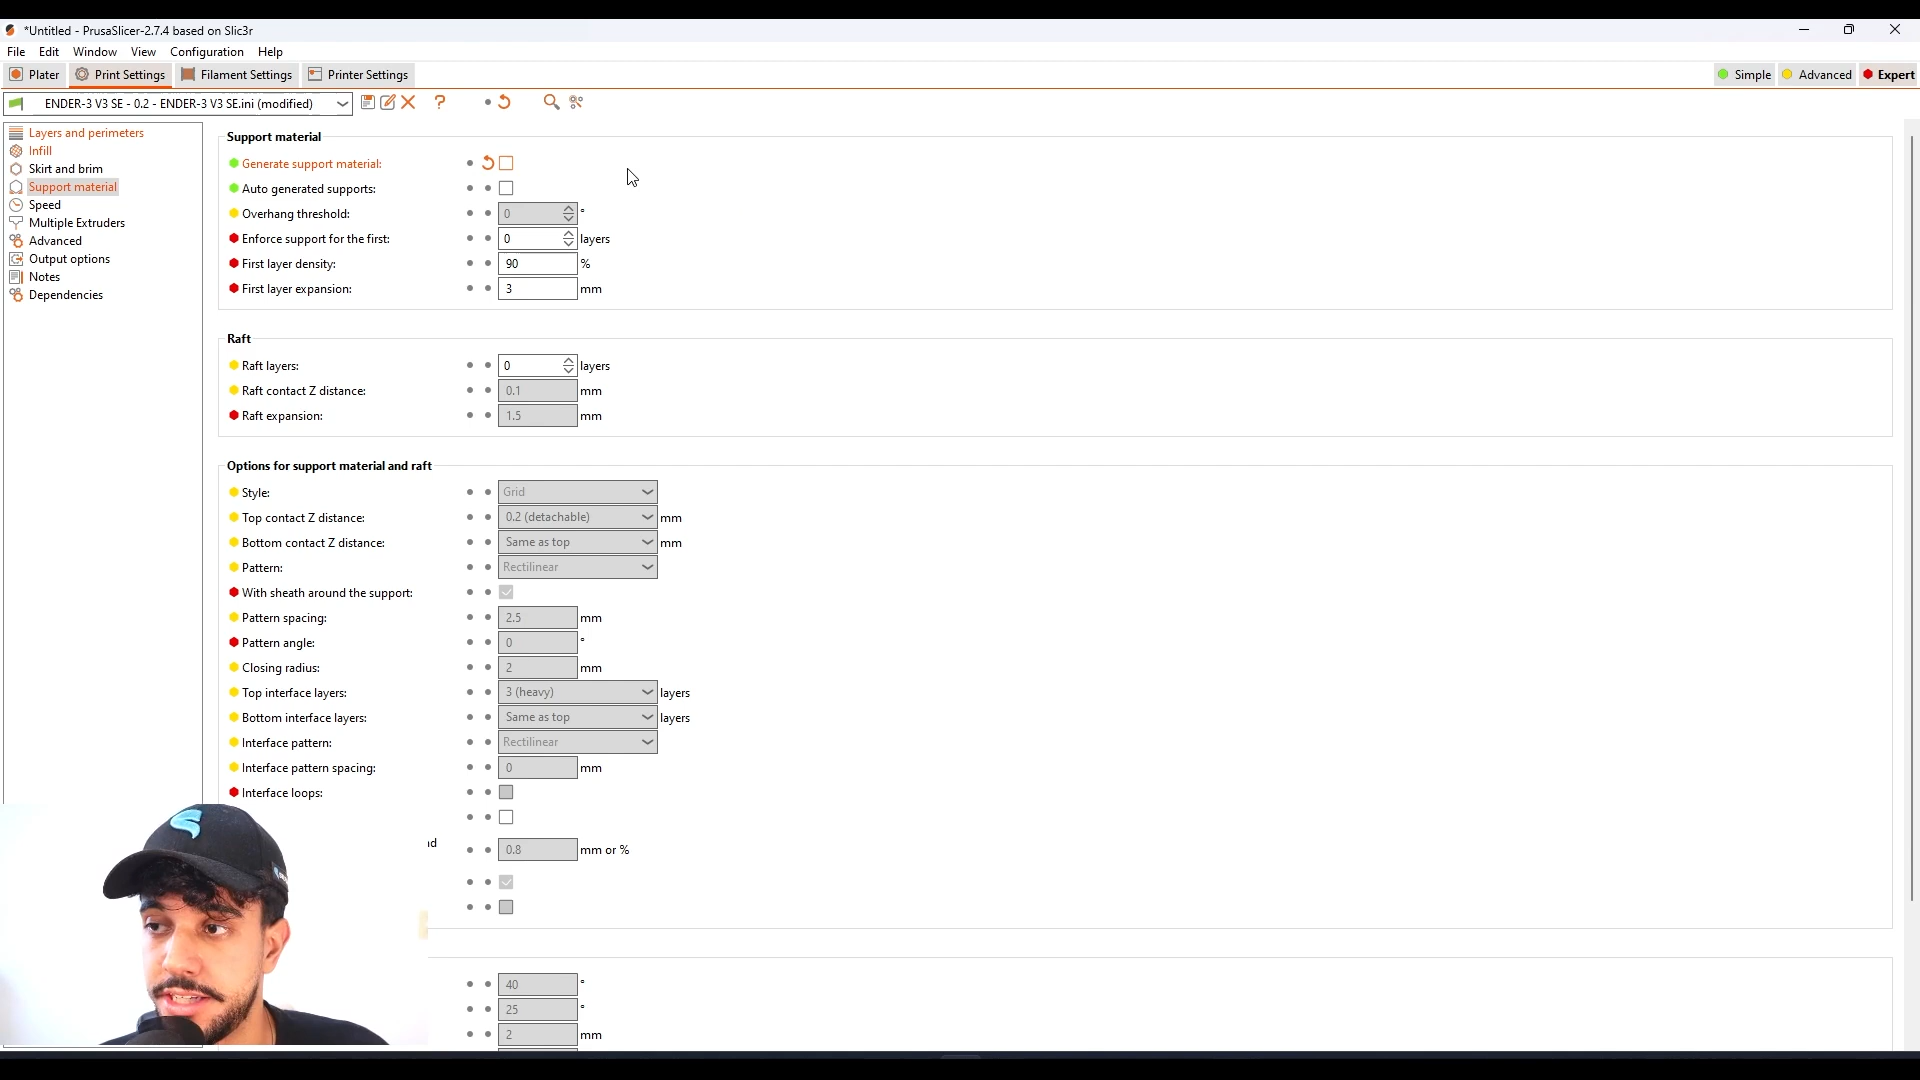 *Untitled - PrusaSlicer-2.7.4 based on Slic3r
File Edit Window View Configuration Help
Plater Print Settings Filament Settings Printer Settings Simple Advanced Expert
ENDER-3 V3 SE - 0.2 - ENDER-3 V3 SE.ini (modified) ?
Layers and perimeters
Infill
Skirt and brim
Support material
Speed
Multiple Extruders
Advanced
Output options
Notes
Dependencies
Support material
Generate support material:
Auto generated supports:
Overhang threshold: 0 °
Enforce support for the first: 0 layers
First layer density: 90 %
First layer expansion: 3 mm
Raft
Raft layers: 0 layers
Raft contact Z distance: 0.1 mm
Raft expansion: 1.5 mm
Options for support material and raft
Style: Grid
Top contact Z distance: 0.2 (detachable) mm
Bottom contact Z distance: Same as top mm
Pattern: Rectilinear
With sheath around the support:
Pattern spacing: 2.5 mm
Pattern angle: 0 °
Closing radius: 2 mm
Top interface layers: 3 (heavy) layers
Bottom interface layers: Same as top layers
Interface pattern: Rectilinear
Interface pattern spacing: 0 mm
Interface loops:
0.8 mm or %
40 °
25 °
2 mm